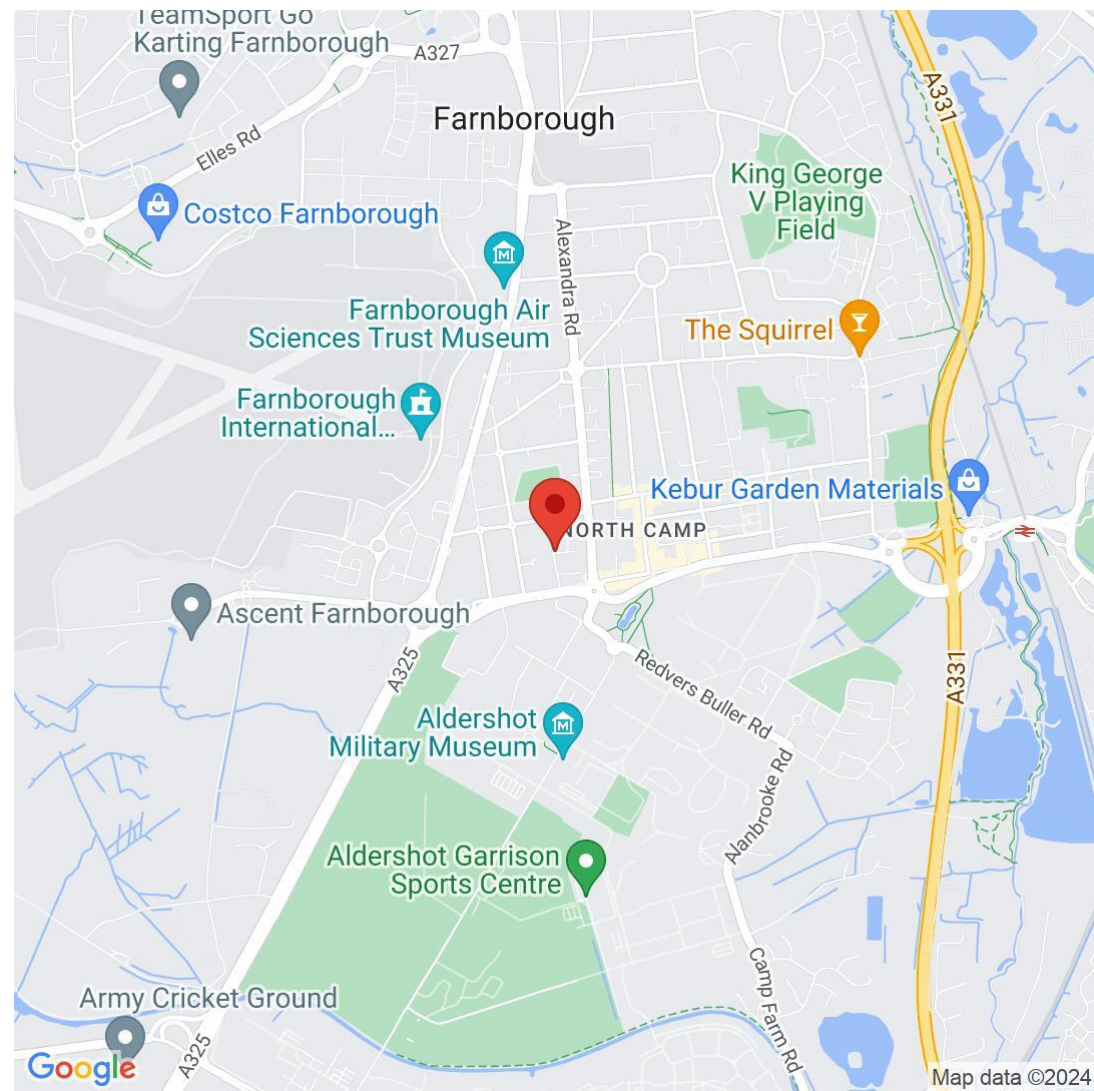 TeamSport Go
Karting Farnborough
A327
Farnborough
A331
Elles Rd
King George
V Playing
Field
Costco Farnborough
Alexandra Rd
Farnborough Air
Sciences Trust Museum
The Squirrel
Farnborough
International...
Kebur Garden Materials
NORTH CAMP
Ascent Farnborough
A325
Redvers Buller Rd
A331
Aldershot
Military Museum
Alanbrooke Rd
Aldershot Garrison
Sports Centre
Camp Farm Rd
Army Cricket Ground
A325
Google
Map data ©2024